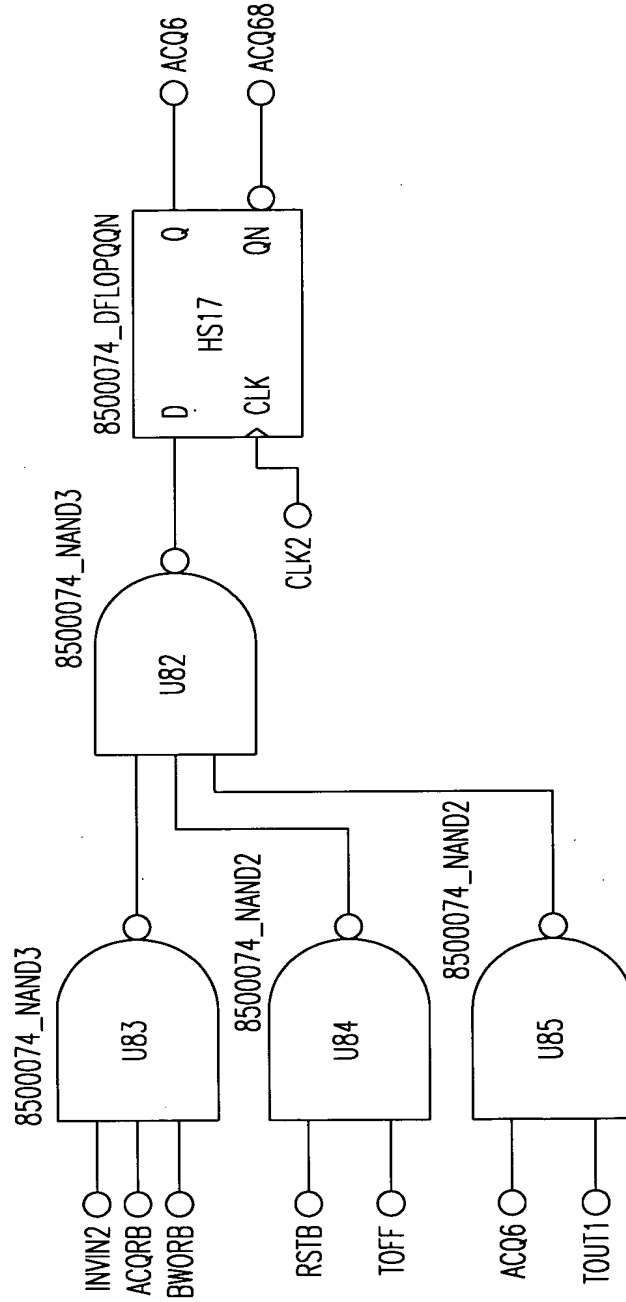 8500074_NAND3
INVIN2
ACQRB
BWORB
U83
8500074_NAND2
RSTB
TOFF
U84
8500074_NAND2
ACQ6
TOUT1
U85
8500074_NAND3
U82
CLK2
8500074_DFLOPQQN
D
Q
CLK
QN
HS17
ACQ6
ACQ68